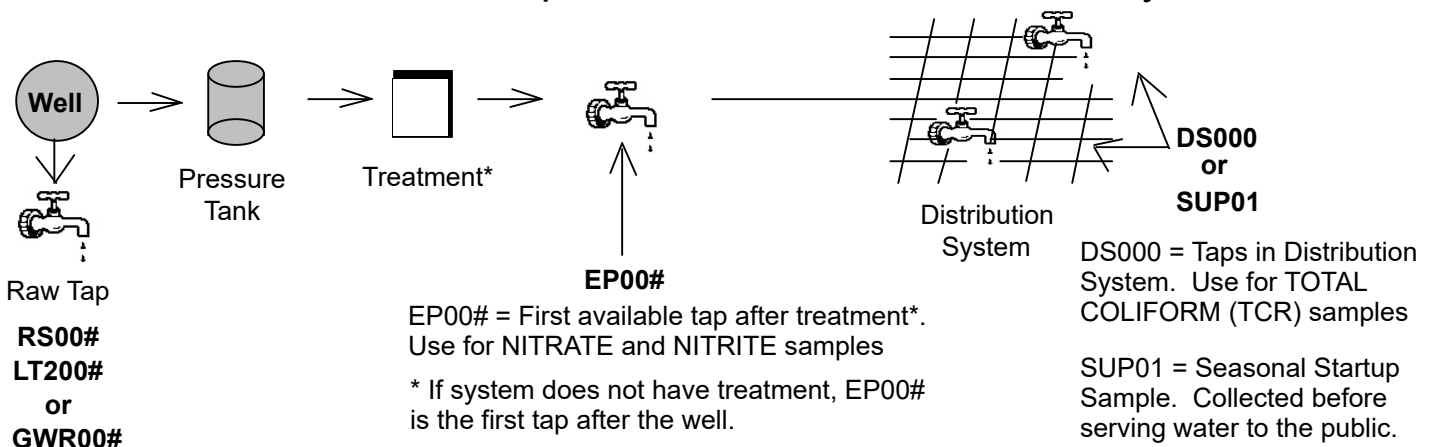 Well
Pressure
Tank
Treatment*
Raw Tap
RS00#
LT200#
or
GWR00#
EP00#
EP00# = First available tap after treatment*.
Use for NITRATE and NITRITE samples
* If system does not have treatment, EP00#
is the first tap after the well.
Distribution
System
DS000
or
SUP01
DS000 = Taps in Distribution
System. Use for TOTAL
COLIFORM (TCR) samples
SUP01 = Seasonal Startup
Sample. Collected before
serving water to the public.